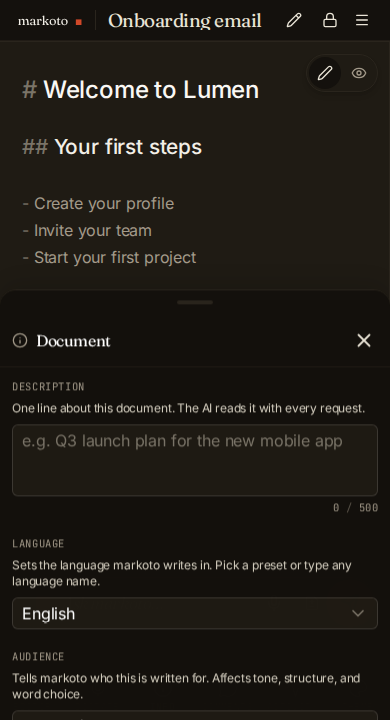 markoto
Onboarding email
# Welcome to Lumen
## Your first steps
- Create your profile
- Invite your team
- Start your first project
Document
DESCRIPTION
One line about this document. The AI reads it with every request.
e.g. Q3 launch plan for the new mobile app
0 / 500
LANGUAGE
Sets the language markoto writes in. Pick a preset or type any
language name.
English
AUDIENCE
Tells markoto who this is written for. Affects tone, structure, and
word choice.